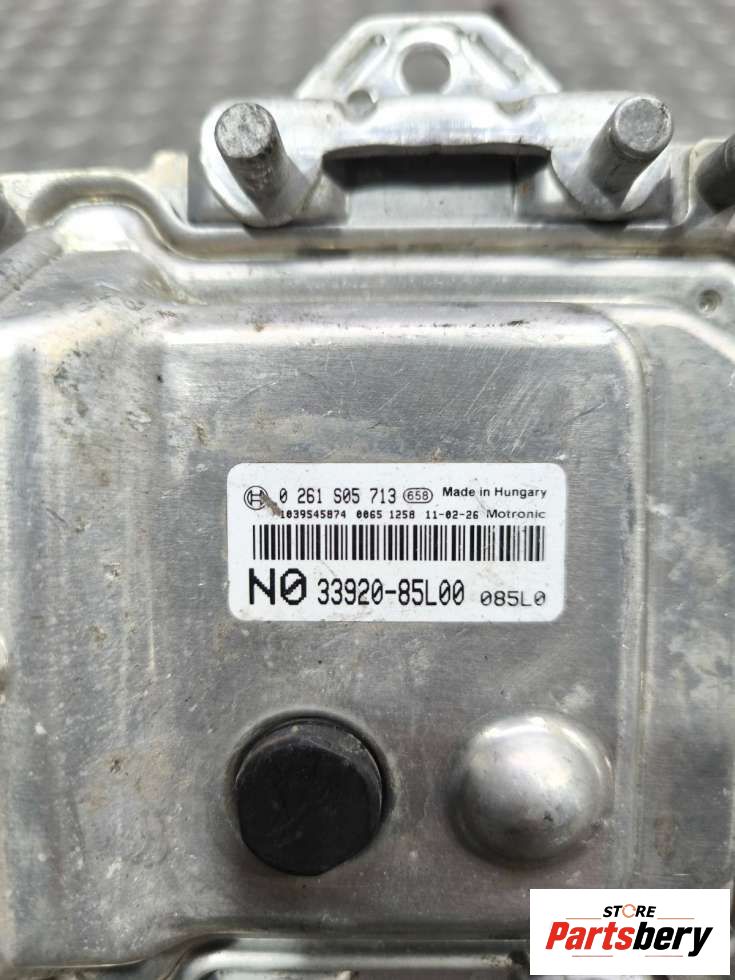 0 261 S05 713 658 Made in Hungary
1039S45874 0065 1258 11-02-26 Motronic
N0 33920-85L00 085L0
STORE
Partsbery